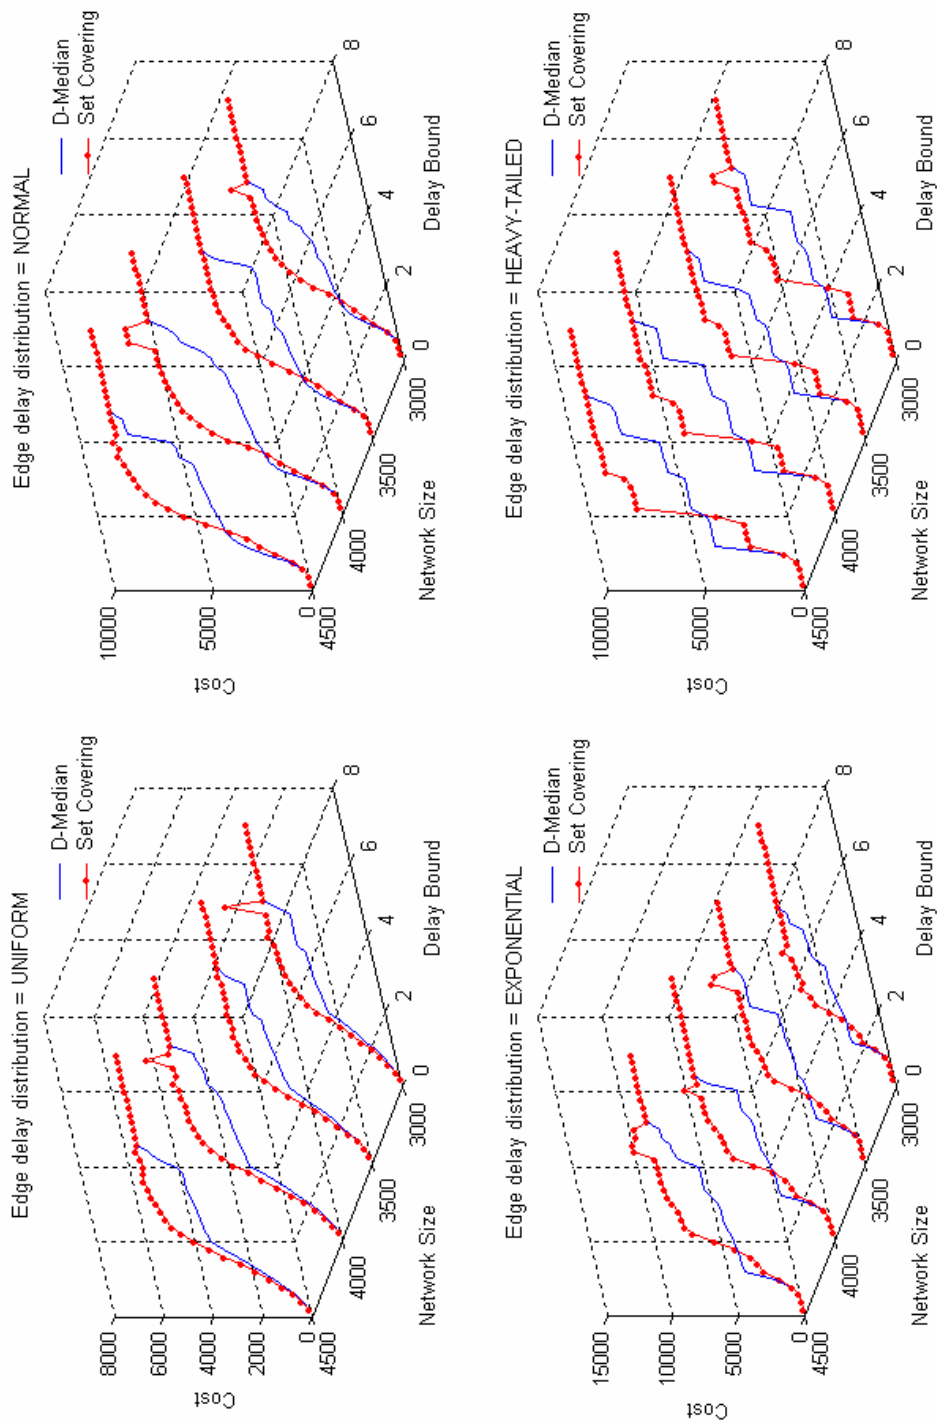 Edge delay distribution = UNIFORM
D-Median
Set Covering
8000
6000
4000
2000
0
Cost
4500
4000
3500
3000
Network Size
0
2
4
6
8
Delay Bound
Edge delay distribution = NORMAL
D-Median
Set Covering
10000
5000
0
Cost
4500
4000
3500
3000
Network Size
0
2
4
6
8
Delay Bound
Edge delay distribution = EXPONENTIAL
D-Median
Set Covering
15000
10000
5000
0
Cost
4500
4000
3500
3000
Network Size
0
2
4
6
8
Delay Bound
Edge delay distribution = HEAVY-TAILED
D-Median
Set Covering
10000
5000
0
Cost
4500
4000
3500
3000
Network Size
0
2
4
6
8
Delay Bound